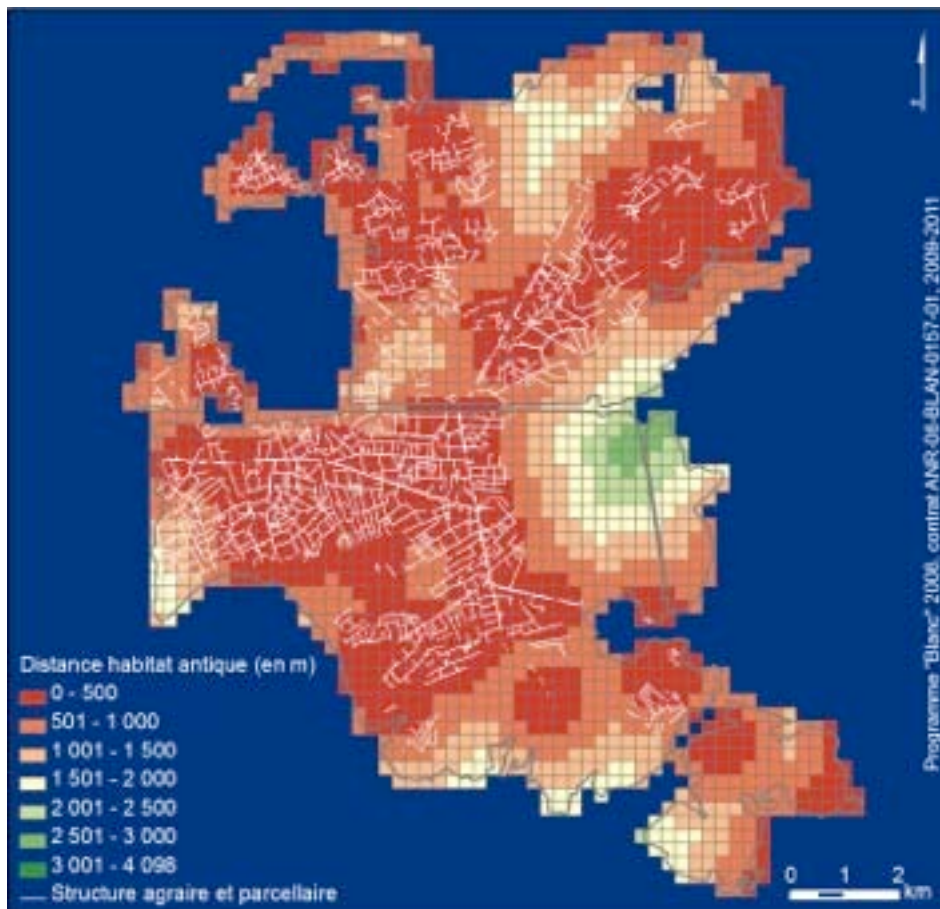 Distance habitat antique (en m)
0 - 500
501 - 1 000
1 001 - 1 500
1 501 - 2 000
2 001 - 2 500
2 501 - 3 000
3 001 - 4 098
Structure agraire et parcellaire
0 1 2
km
Programme "Blanc" 2008, contrat ANR-08-BLAN-0157-01, 2009-2011